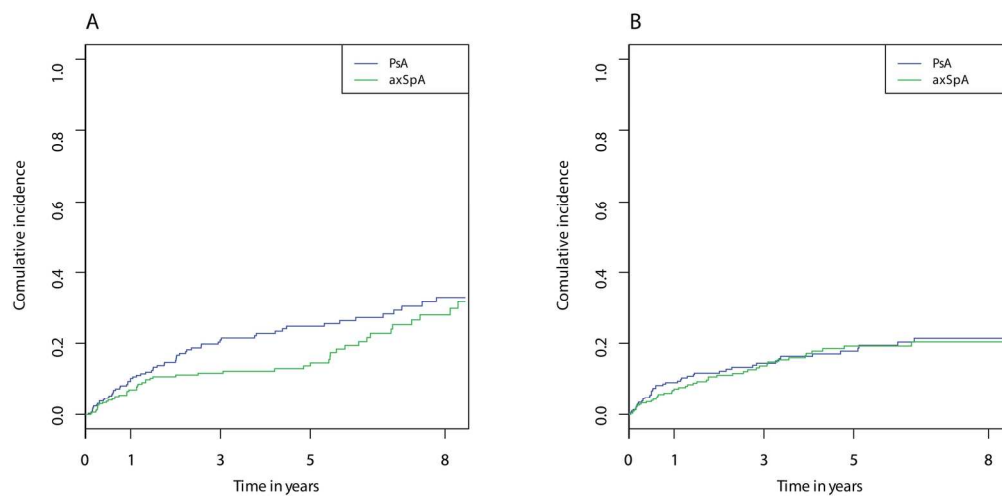 A
PsA
axSpA
1.0
0.8
0.6
0.4
0.2
0.0
Comulative incidence
0 1 3 5 8
Time in years
B
PsA
axSpA
1.0
0.8
0.6
0.4
0.2
0.0
Comulative incidence
0 1 3 5 8
Time in years